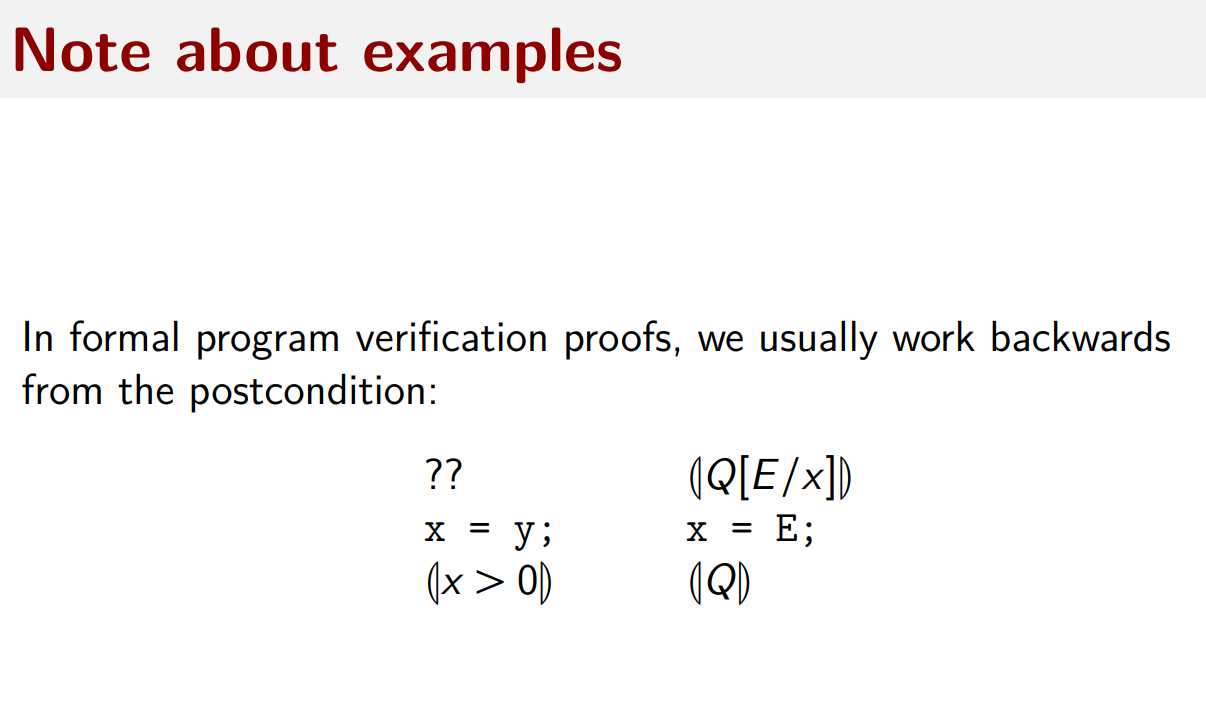 Note about examples
In formal program verification proofs, we usually work backwards
from the postcondition:
?? ⦇Q[E/x]⦈
x = y; x = E;
⦇x > 0⦈ ⦇Q⦈